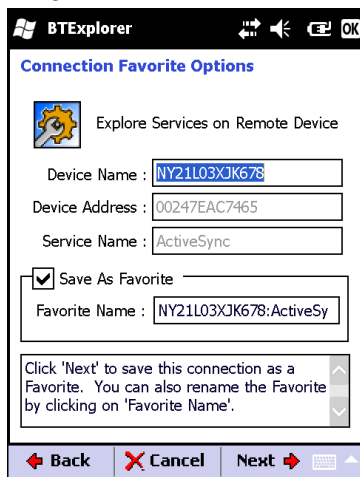 BTExplorer OK
Connection Favorite Options
Explore Services on Remote Device
Device Name : NY21L03XJK678
Device Address : 00247EAC7465
Service Name : ActiveSync
Save As Favorite
Favorite Name : NY21L03XJK678:ActiveSy
Click 'Next' to save this connection as a
Favorite. You can also rename the Favorite
by clicking on 'Favorite Name'.
Back Cancel Next